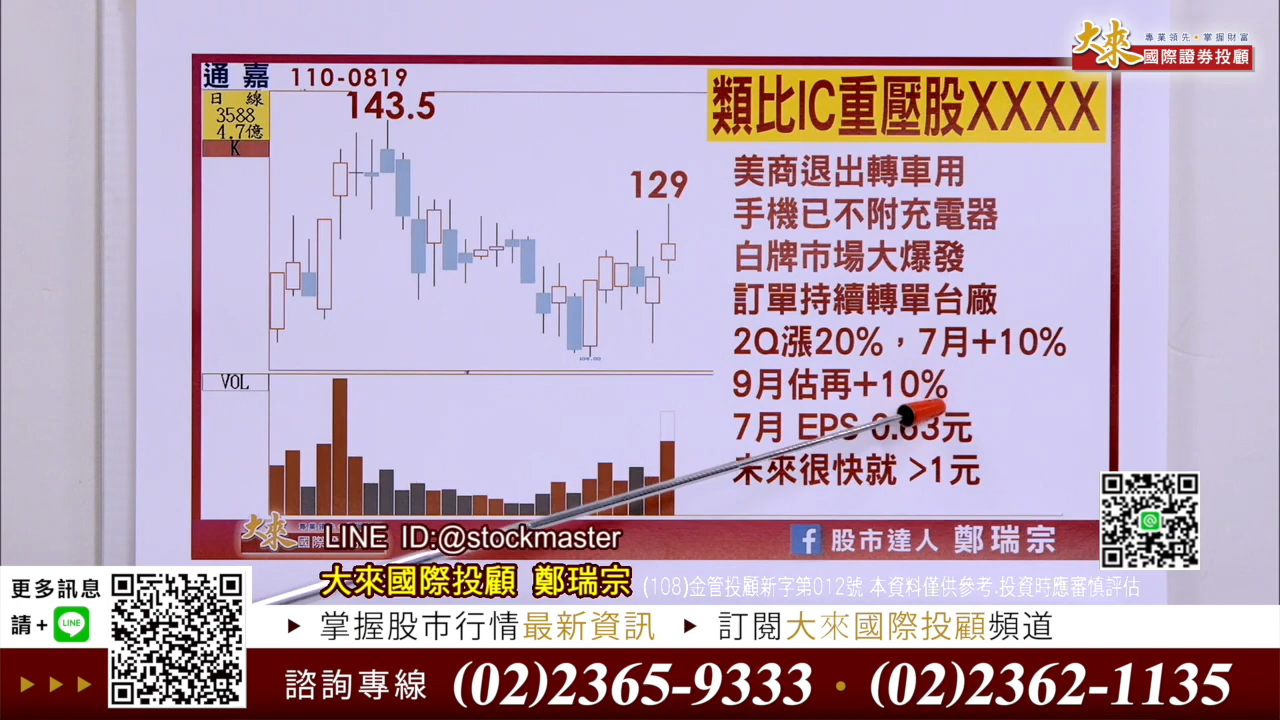 大來
專業領先・掌握財富
國際證券投顧
通嘉
110-0819
日線
3588
4.7億
K
143.5
129
VOL
類比IC重壓股XXXX
美商退出轉車用
手機已不附充電器
白牌市場大爆發
訂單持續轉單台廠
2Q漲20%，7月+10%
9月估再+10%
7月 EPS 0.63元
未來很快就 >1元
大來
LINE ID:@stockmaster
股市達人 鄭瑞宗
大來國際投顧 鄭瑞宗
(108)金管投顧新字第012號 本資料僅供參考.投資時應審慎評估
更多訊息
請+ LINE
掌握股市行情最新資訊
訂閱大來國際投顧頻道
諮詢專線 (02)2365-9333・(02)2362-1135